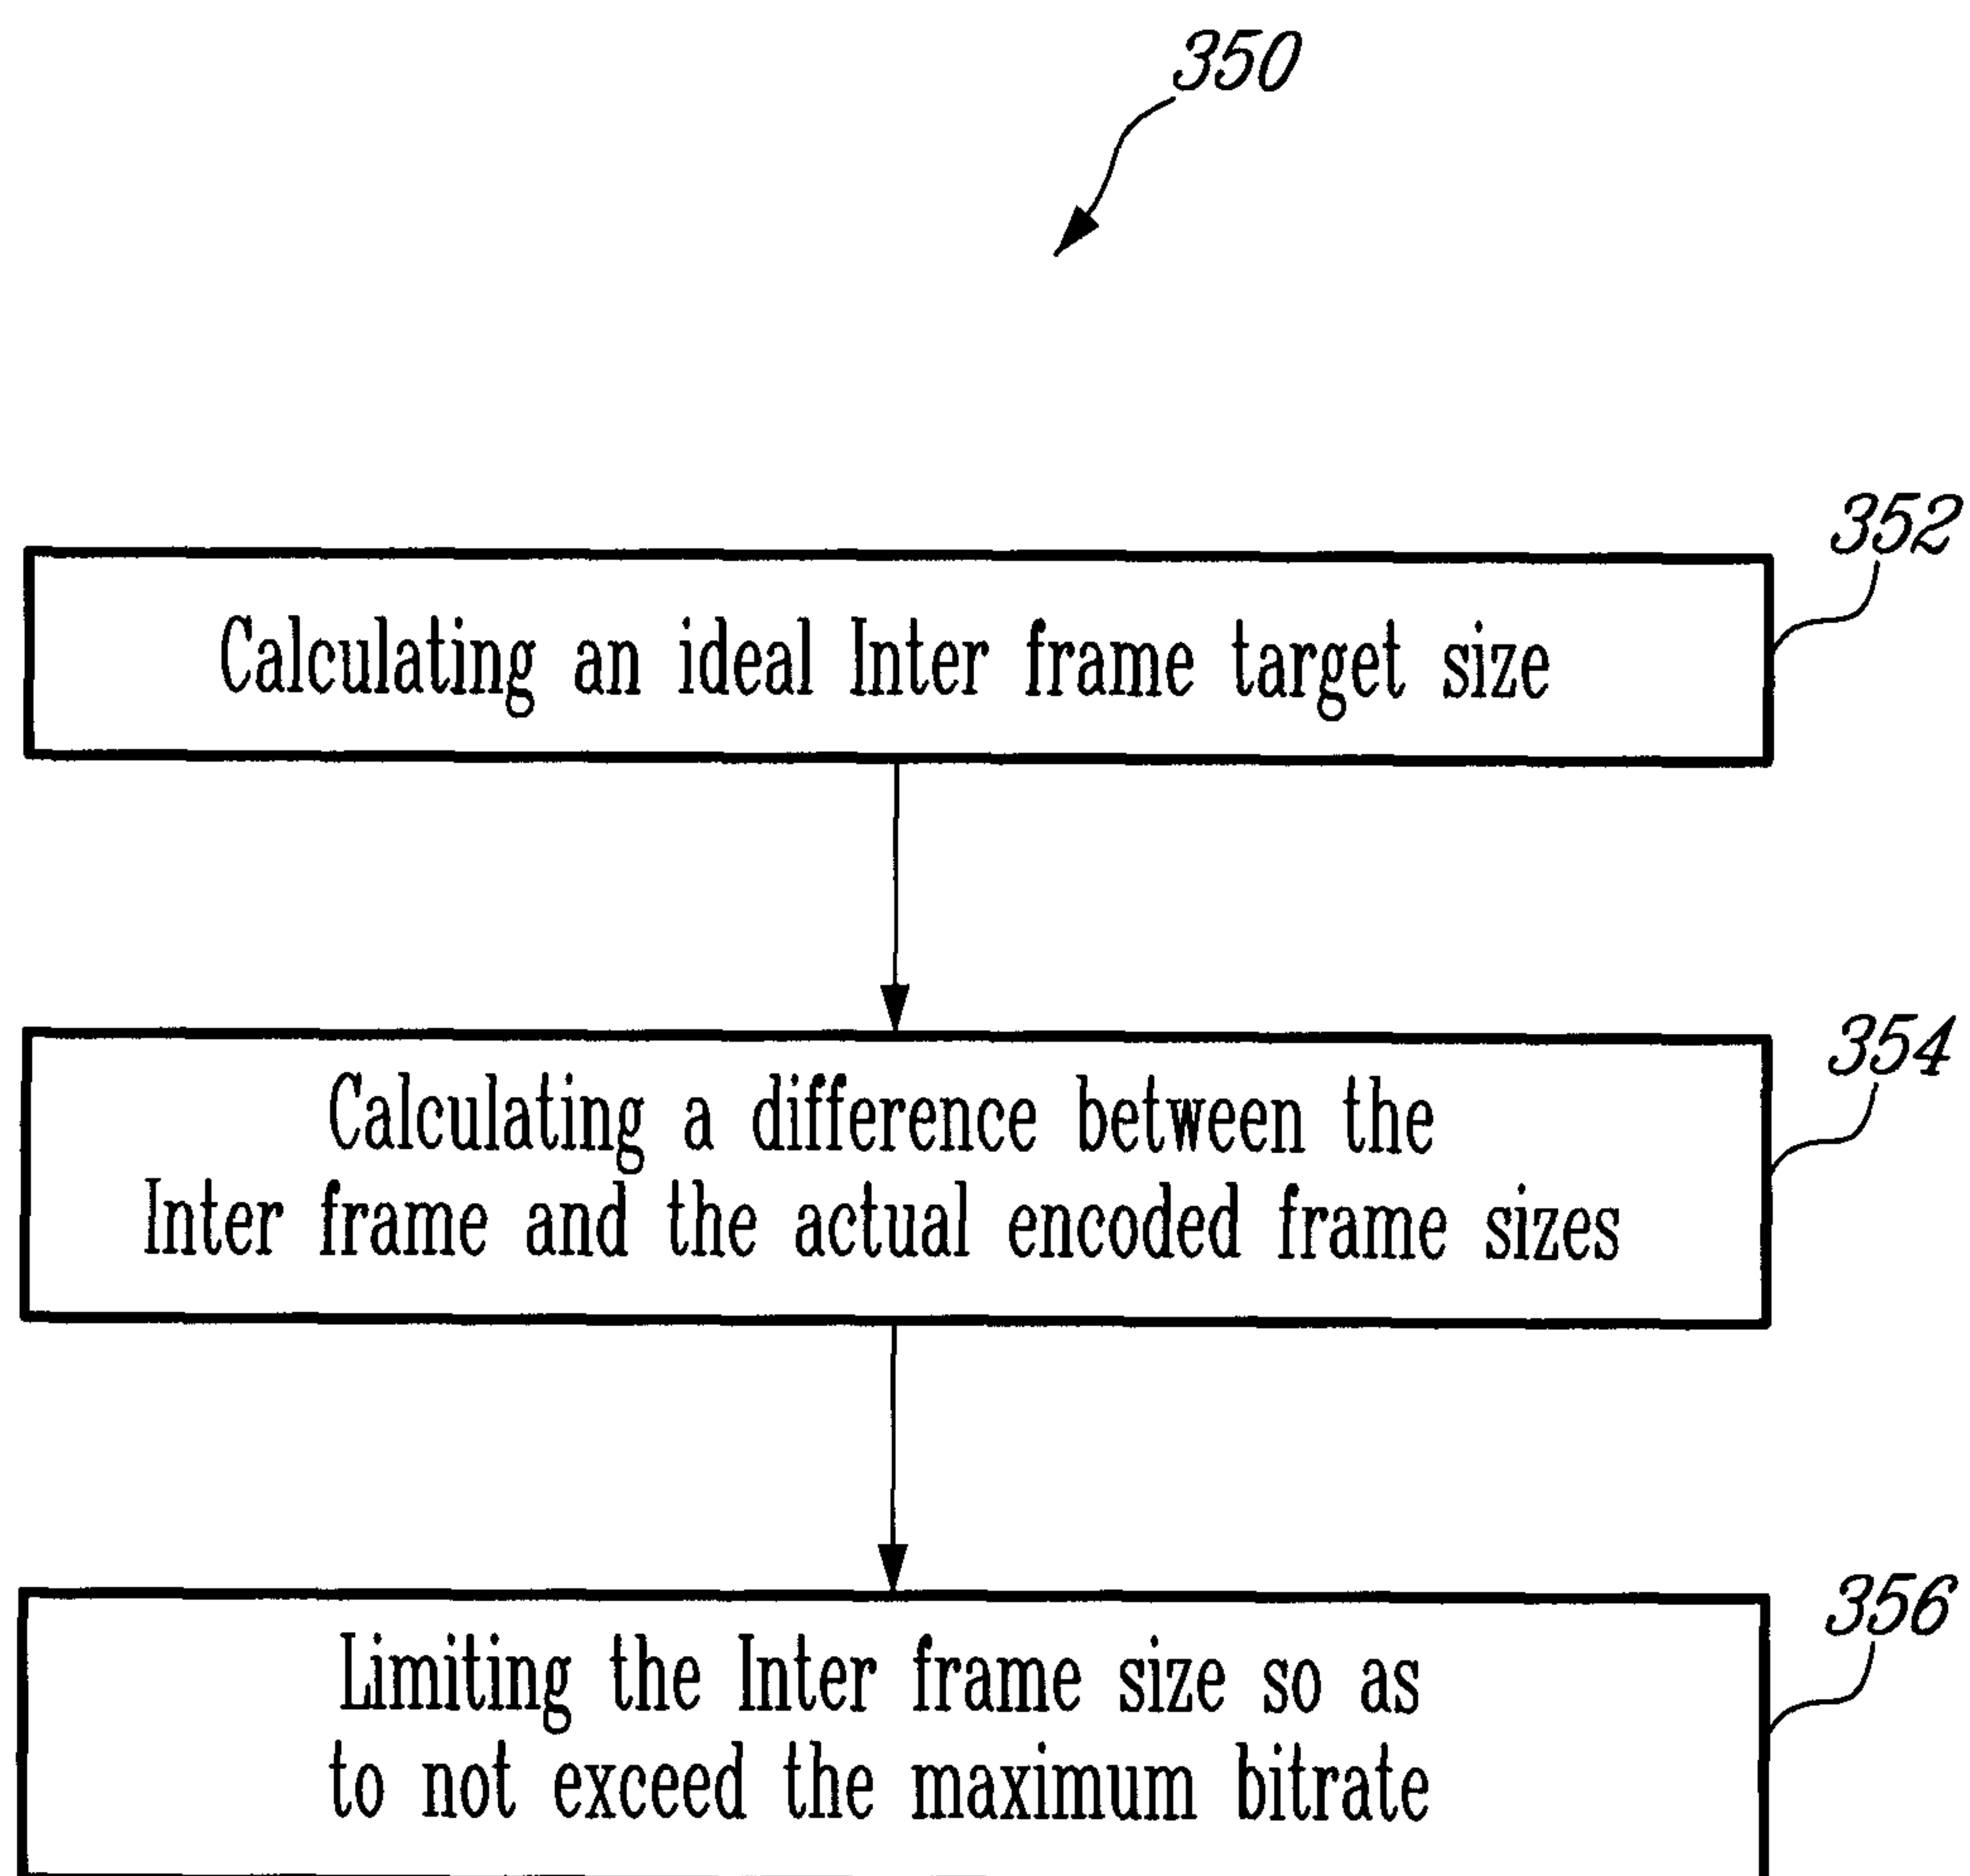 350
352
Calculating an ideal Inter frame target size
354
Calculating a difference between the
Inter frame and the actual encoded frame sizes
356
Limiting the Inter frame size so as
to not exceed the maximum bitrate